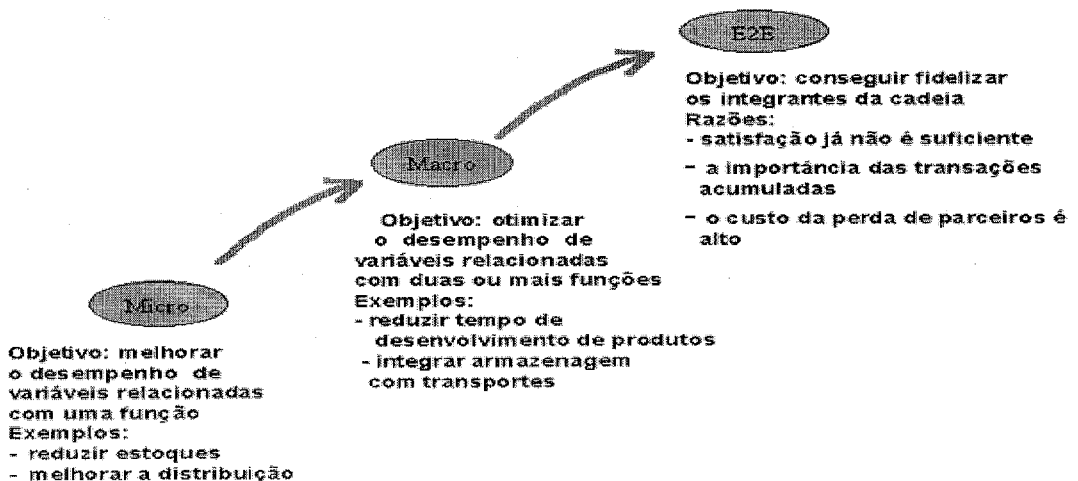 E2E
Objetivo: conseguir fidelizar
os integrantes da cadeia
Razões:
- satisfação já não é suficiente
- a importância das transações
acumuladas
- o custo da perda de parceiros é
alto
Macro
Objetivo: otimizar
o desempenho de
variáveis relacionadas
com duas ou mais funções
Exemplos:
- reduzir tempo de
desenvolvimento de produtos
- integrar armazenagem
com transportes
Micro
Objetivo: melhorar
o desempenho de
variáveis relacionadas
com uma função
Exemplos:
- reduzir estoques
- melhorar a distribuição